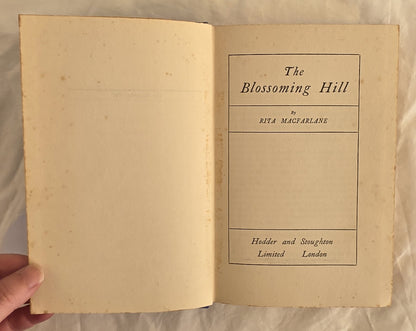 The
Blossoming Hill
By
RITA MACFARLANE
Hodder and Stoughton
Limited London